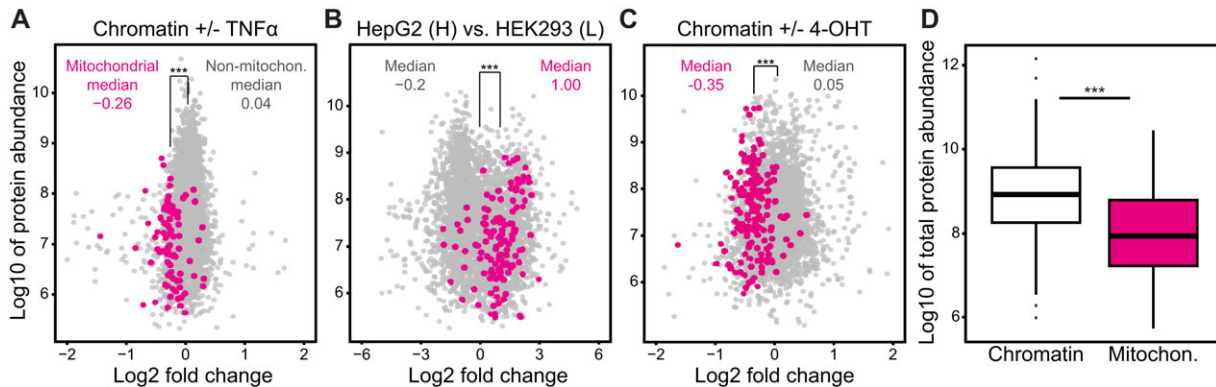 A
Chromatin +/- TNFα
Mitochondrial
median
−0.26
***
Non-mitochon.
median
0.04
Log10 of protein abundance
10
9
8
7
6
−2
−1
0
1
2
Log2 fold change
B
HepG2 (H) vs. HEK293 (L)
Median
−0.2
***
Median
1.00
10
9
8
7
6
−6
−3
0
3
6
Log2 fold change
C
Chromatin +/- 4-OHT
Median
-0.35
***
Median
0.05
10
9
8
7
6
−2
−1
0
1
2
Log2 fold change
D
Log10 of total protein abundance
12
10
8
6
***
Chromatin
Mitochon.